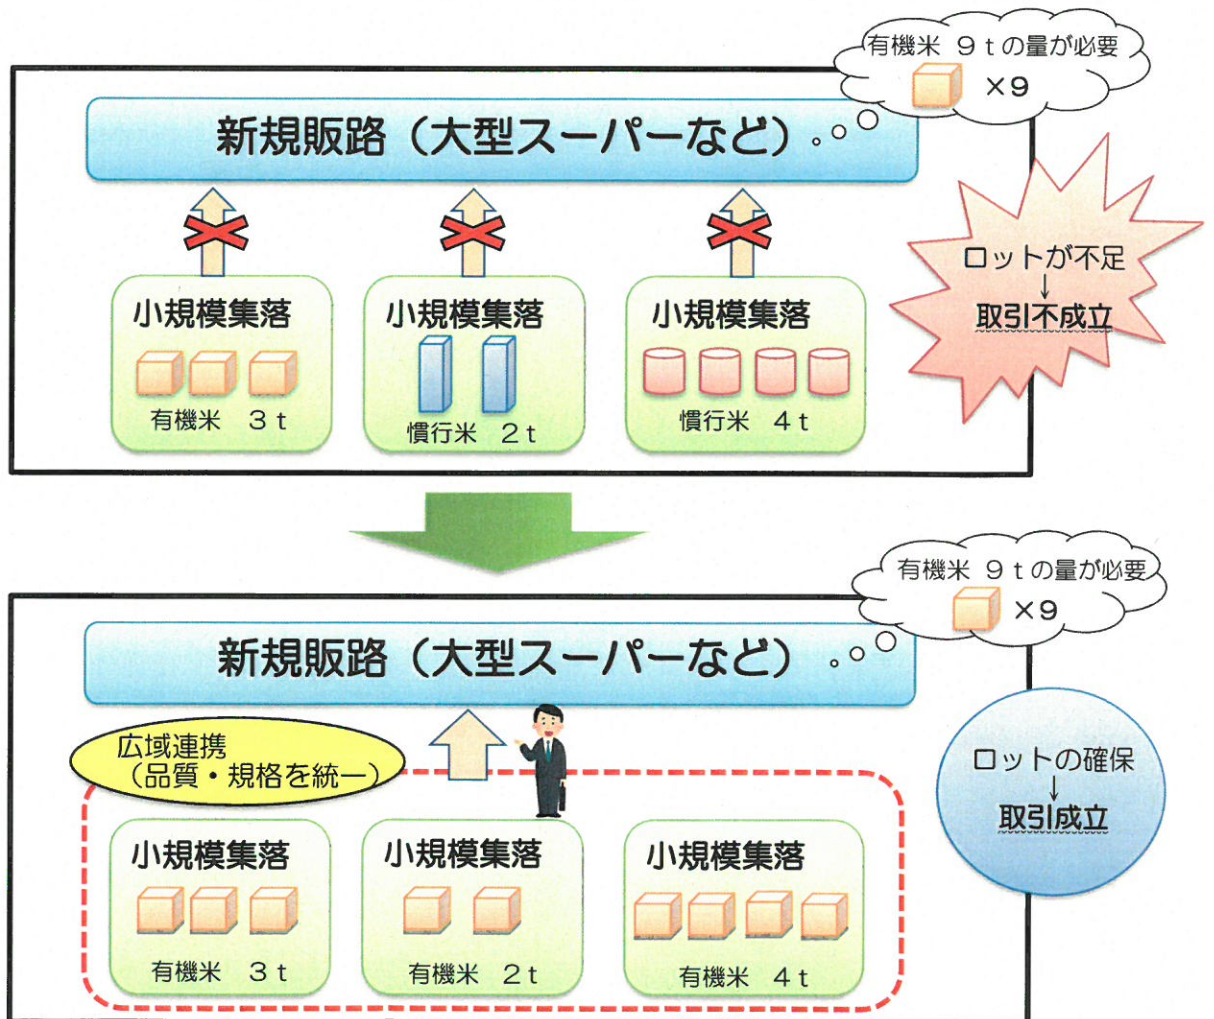 有機米 9tの量が必要
×9
新規販路(大型スーパーなど)
ロットが不足
↓
取引不成立
小規模集落
有機米 3t
小規模集落
慣行米 2t
小規模集落
慣行米 4t
有機米 9tの量が必要
×9
新規販路(大型スーパーなど)
広域連携
(品質・規格を統一)
ロットの確保
↓
取引成立
小規模集落
有機米 3t
小規模集落
有機米 2t
小規模集落
有機米 4t